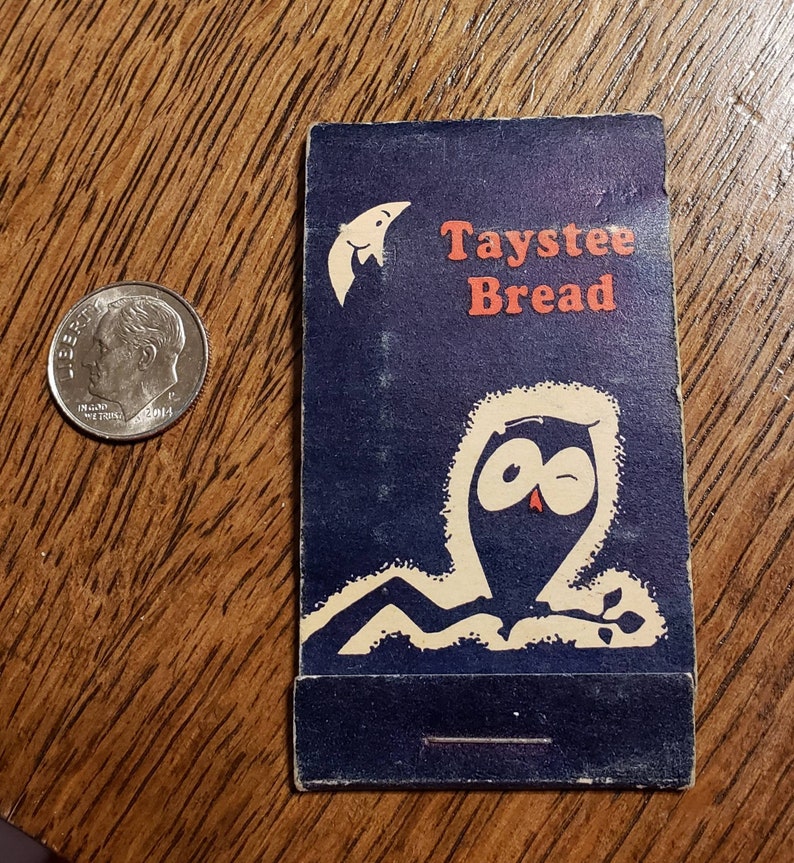 LIBERTY
IN GOD
WE TRUST
P
2014
Taystee
Bread